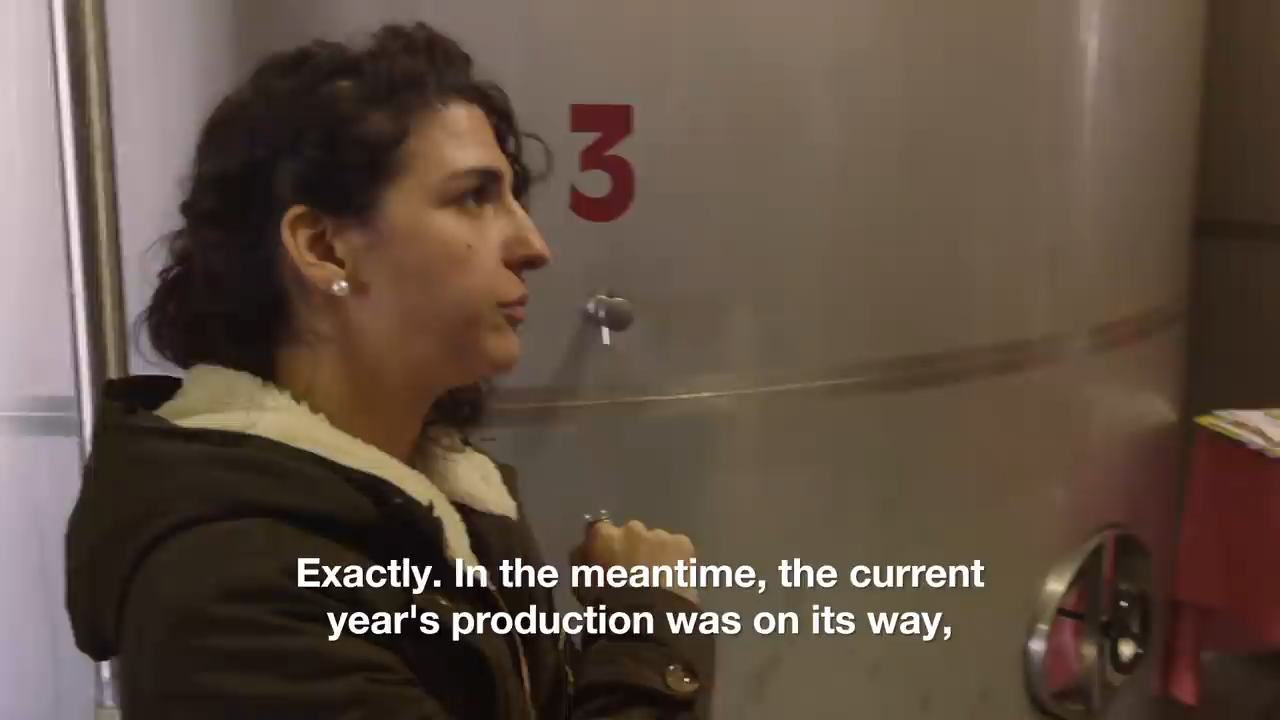 3
Exactly. In the meantime, the current
year's production was on its way,